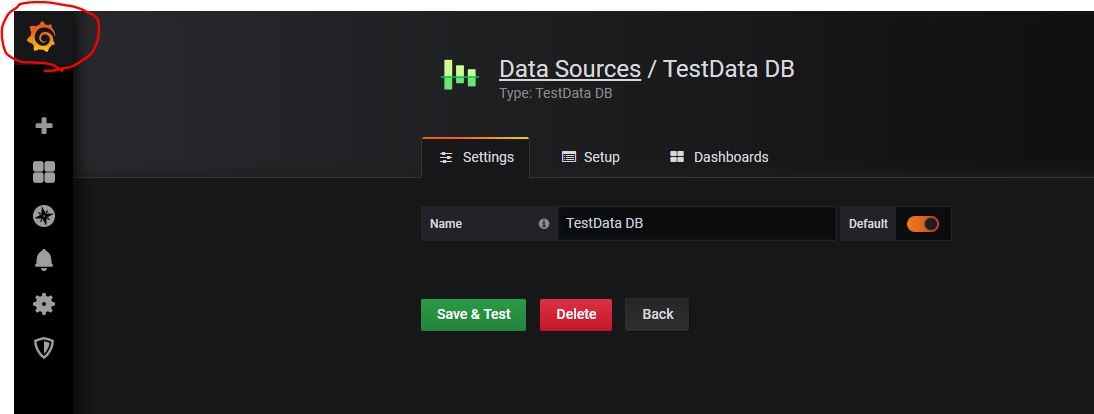 Data Sources / TestData DB
Type: TestData DB
Settings Setup Dashboards
Name TestData DB Default
Save & Test Delete Back